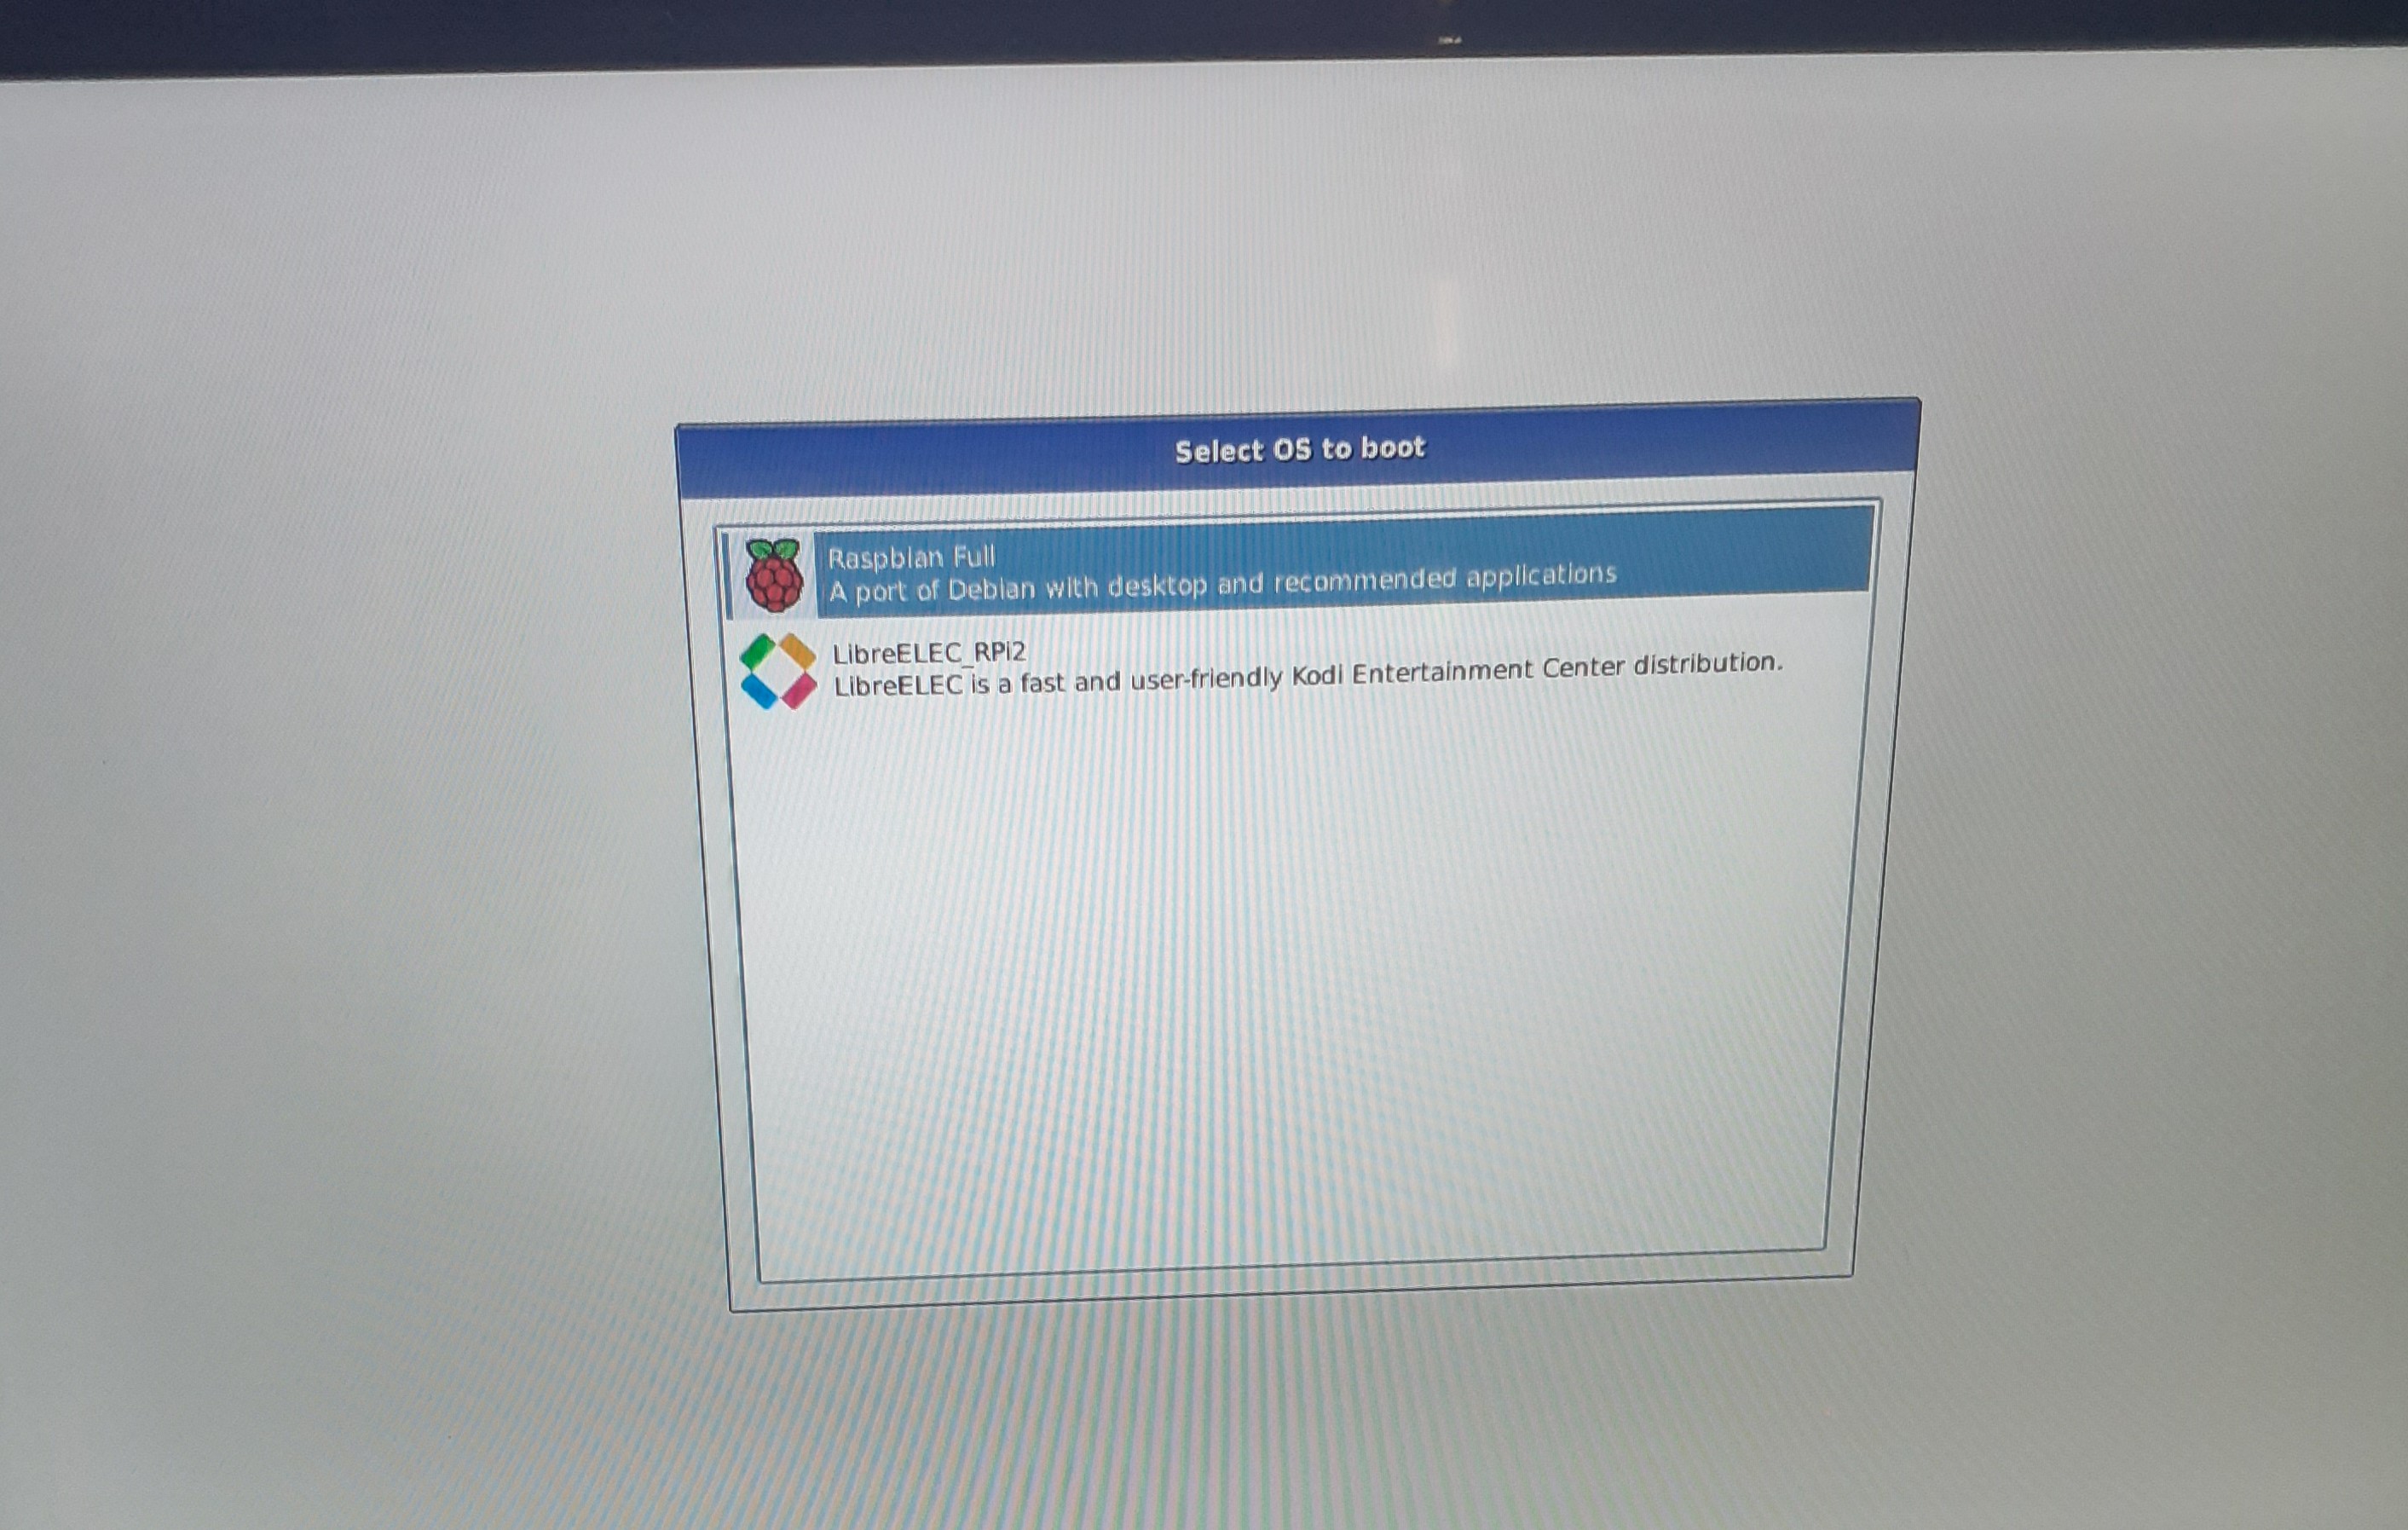 Select OS to boot
Raspbian Full
A port of Debian with desktop and recommended applications
LibreELEC_RPi2
LibreELEC is a fast and user-friendly Kodi Entertainment Center distribution.